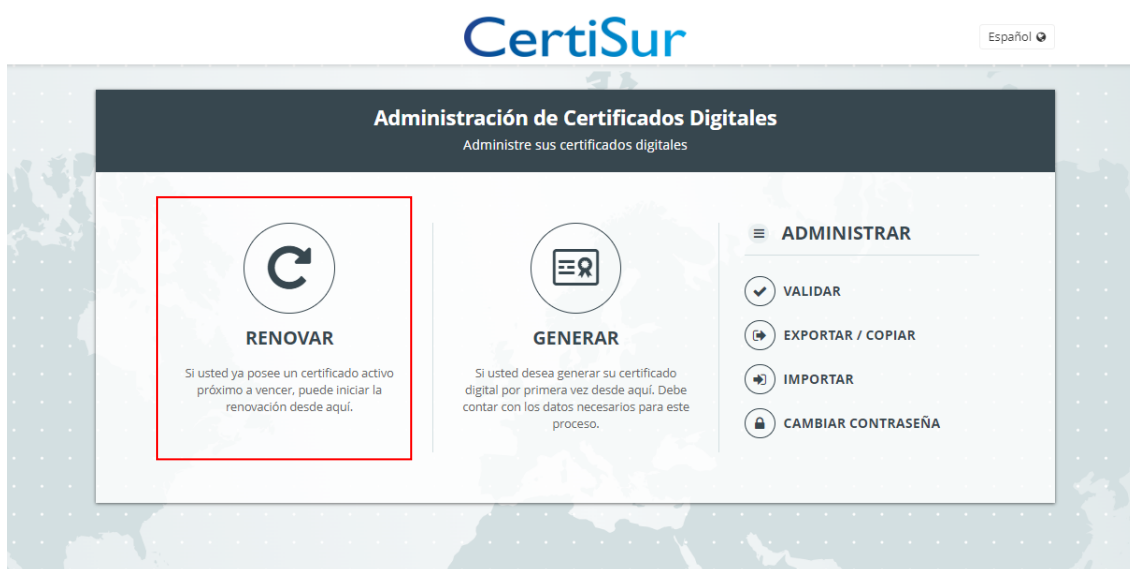 CertiSur
Español
Administración de Certificados Digitales
Administre sus certificados digitales
RENOVAR
Si usted ya posee un certificado activo
próximo a vencer, puede iniciar la
renovación desde aquí.
GENERAR
Si usted desea generar su certificado
digital por primera vez desde aquí. Debe
contar con los datos necesarios para este
proceso.
ADMINISTRAR
VALIDAR
EXPORTAR / COPIAR
IMPORTAR
CAMBIAR CONTRASEÑA